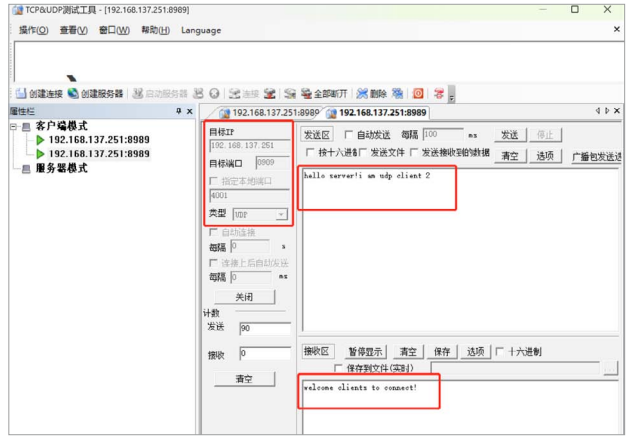 TCP&UDP测试工具 - [192.168.137.251:8989]
操作(O) 查看(V) 窗口(W) 帮助(H) Language
创建连接 创建服务器 启动服务器 连接 全部断开 删除
属性栏
客户端模式
192.168.137.251:8989
192.168.137.251:8989
服务器模式
192.168.137.251:8989 192.168.137.251:8989
目标IP
192.168.137.251
目标端口 8989
指定本地端口
4001
类型 UDP
自动连接
每隔 0 s
连接上后自动发送
每隔 0 ms
关闭
计数
发送 90
接收 0
清空
发送区 自动发送 每隔 100 ms 发送 停止
按十六进制 发送文件 发送接收到的数据 清空 选项 广播包发送选
hello server!i am udp client 2
接收区 暂停显示 清空 保存 选项 十六进制
保存到文件(实时)
welcome clients to connect!